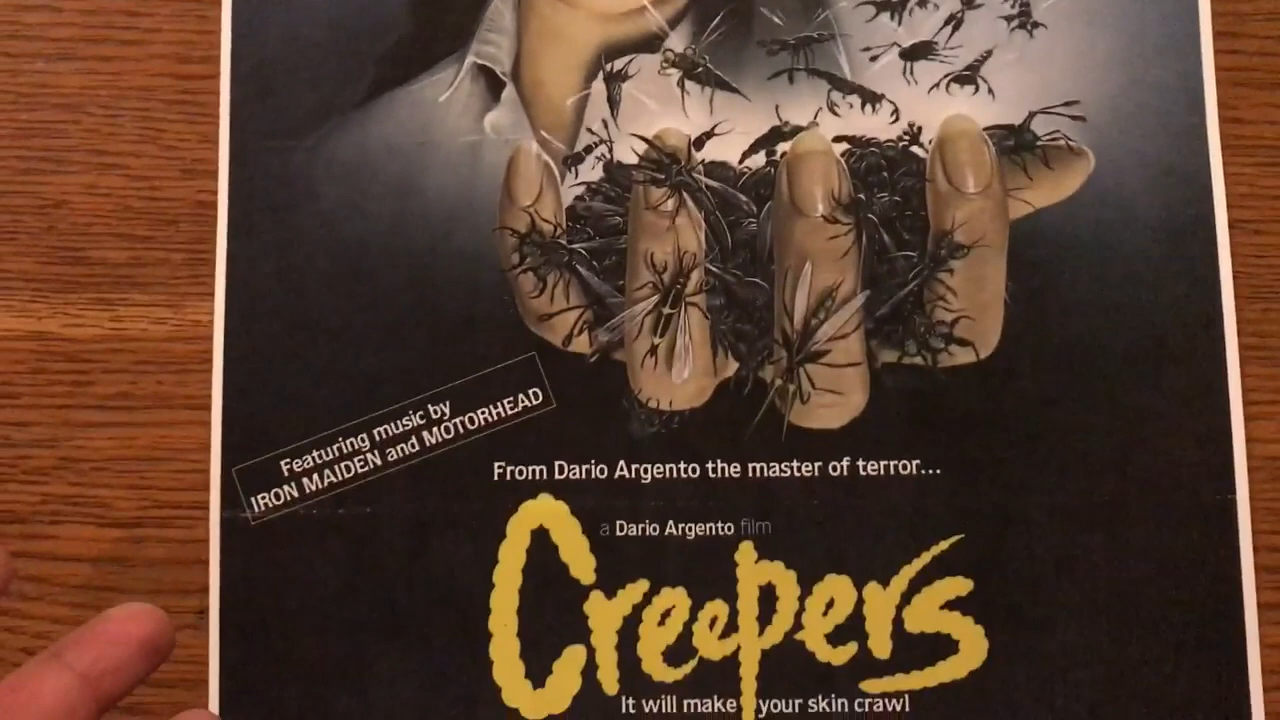 Featuring music by
IRON MAIDEN and MOTORHEAD
From Dario Argento the master of terror...
a Dario Argento film
Creepers
It will make your skin crawl